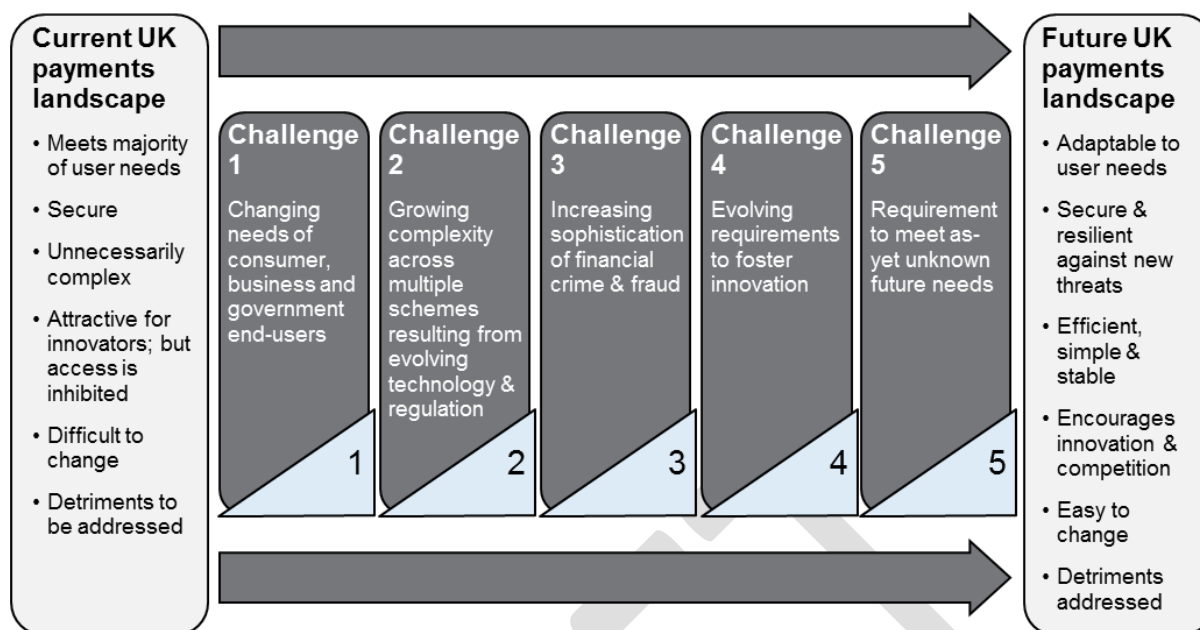 Current UK
payments
landscape
• Meets majority
of user needs
• Secure
• Unnecessarily
complex
• Attractive for
innovators; but
access is
inhibited
• Difficult to
change
• Detriments to
be addressed
Challenge
1
Changing
needs of
consumer,
business and
government
end-users
1
Challenge
2
Growing
complexity
across
multiple
schemes
resulting from
evolving
technology &
regulation
2
Challenge
3
Increasing
sophistication
of financial
crime & fraud
3
Challenge
4
Evolving
requirements
to foster
innovation
4
Challenge
5
Requirement
to meet as-
yet unknown
future needs
5
Future UK
payments
landscape
• Adaptable to
user needs
• Secure &
resilient
against new
threats
• Efficient,
simple &
stable
• Encourages
innovation &
competition
• Easy to
change
• Detriments
addressed